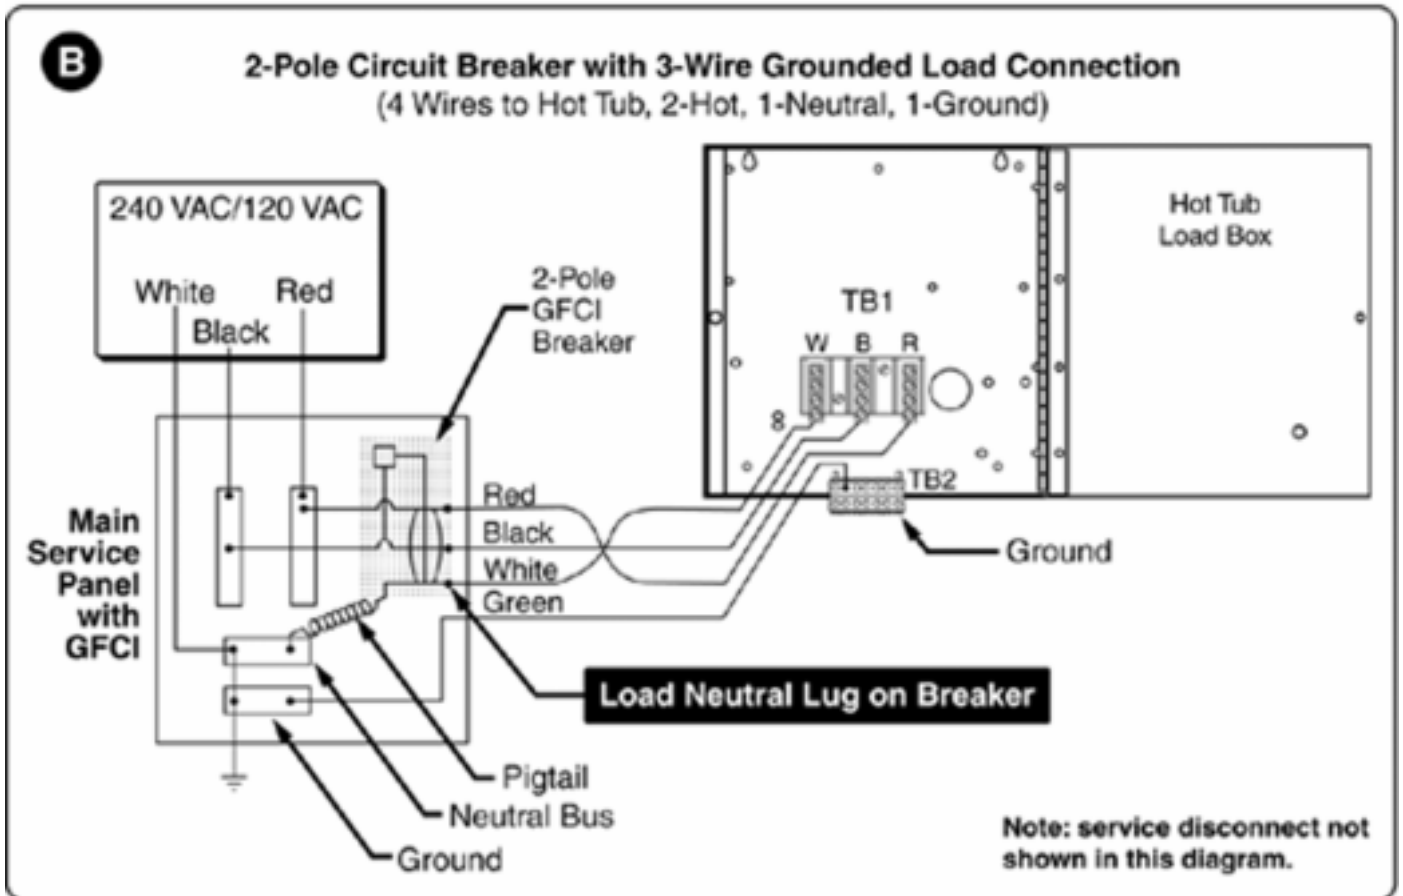 B
2-Pole Circuit Breaker with 3-Wire Grounded Load Connection
(4 Wires to Hot Tub, 2-Hot, 1-Neutral, 1-Ground)
240 VAC/120 VAC
White
Red
Black
2-Pole
GFCI
Breaker
Hot Tub
Load Box
TB1
W B R
TB2
Ground
Main
Service
Panel
with
GFCI
Red
Black
White
Green
Load Neutral Lug on Breaker
Pigtail
Neutral Bus
Ground
Note: service disconnect not
shown in this diagram.